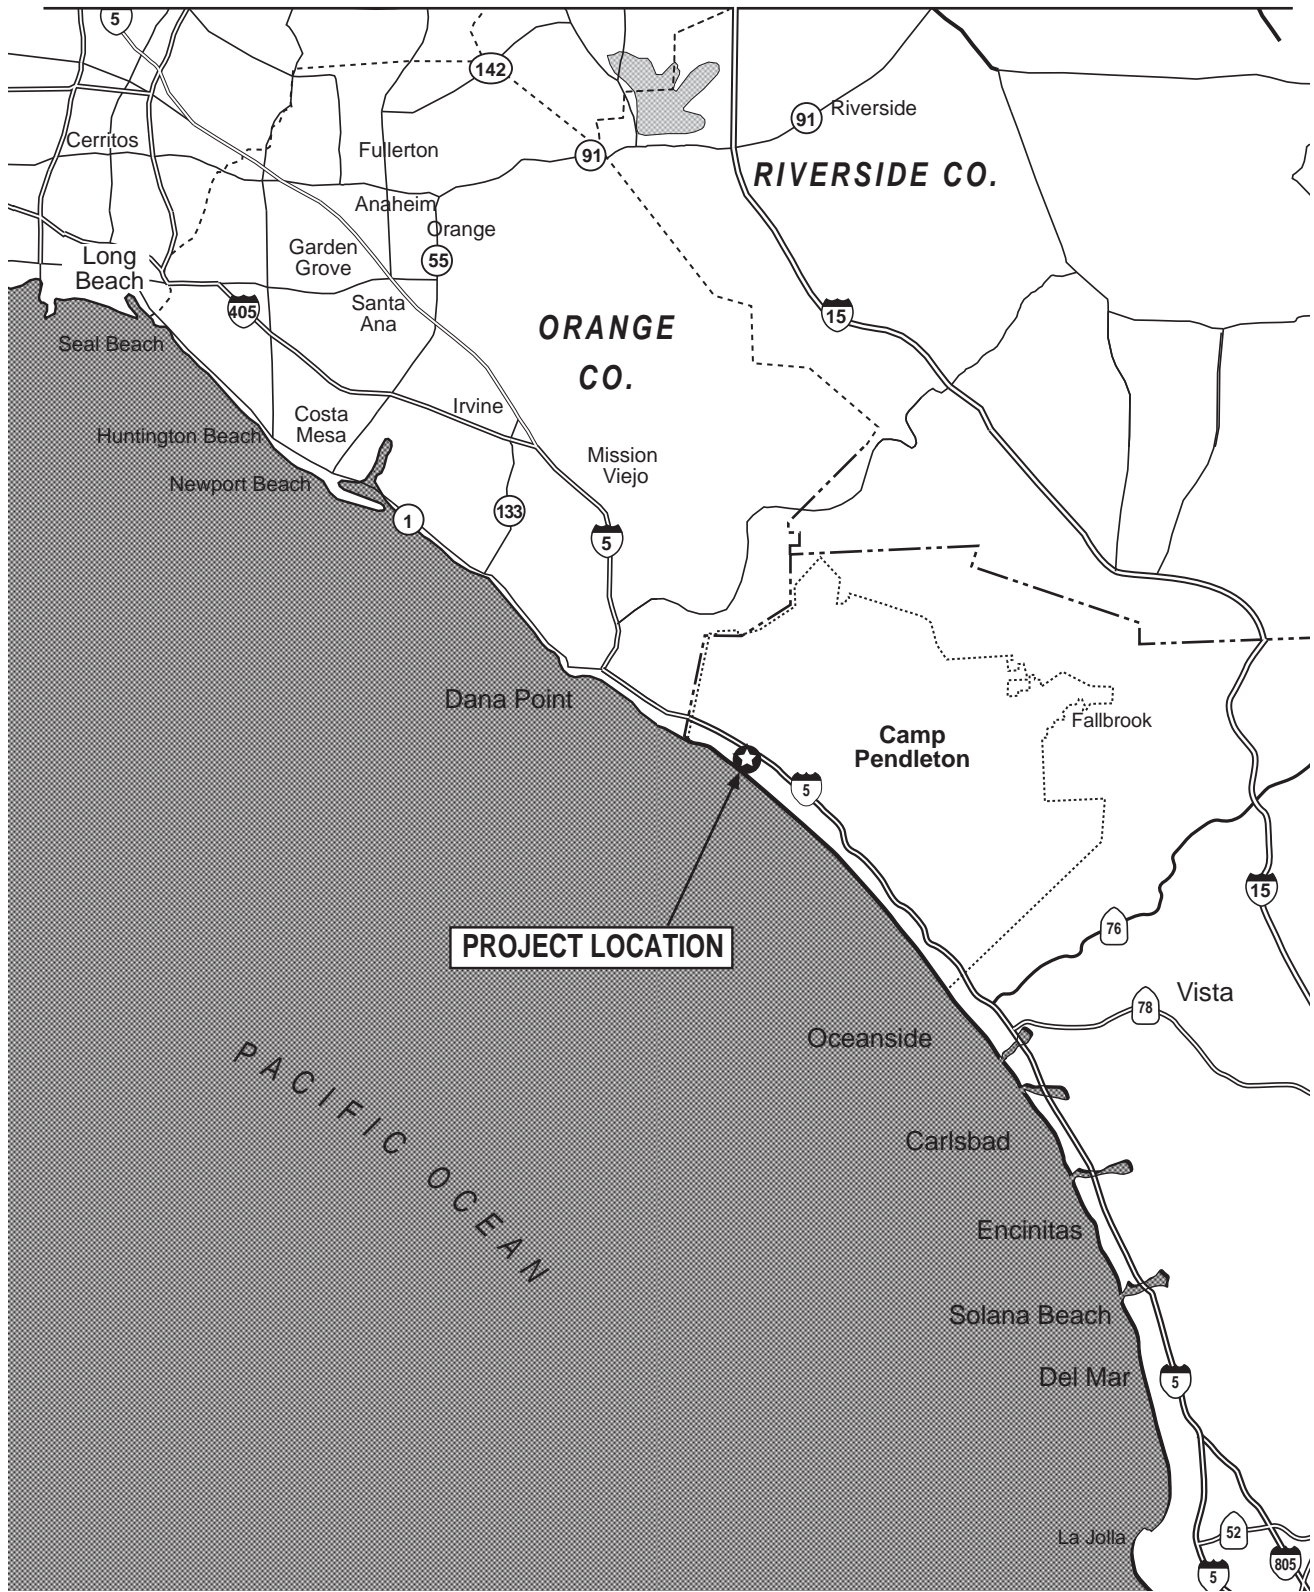 5
142
91
Riverside
Cerritos
Fullerton
91
RIVERSIDE CO.
Anaheim
Orange
Long
Beach
Garden
Grove
55
405
Santa
Ana
15
ORANGE
CO.
Seal Beach
Irvine
Costa
Mesa
Huntington Beach
Mission
Viejo
Newport Beach
1
133
5
Dana Point
Fallbrook
Camp
Pendleton
5
15
76
PROJECT LOCATION
Vista
78
Oceanside
PACIFIC OCEAN
Carlsbad
Encinitas
Solana Beach
Del Mar
5
La Jolla
52
805
5